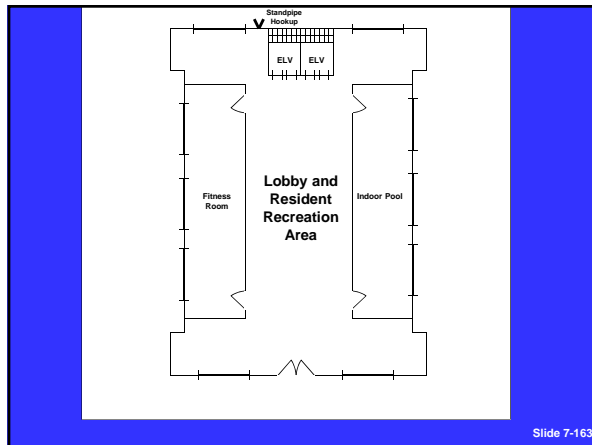 Standpipe
Hookup
ELV
ELV
Lobby and
Resident
Recreation
Area
Fitness
Room
Indoor Pool
Slide 7-163